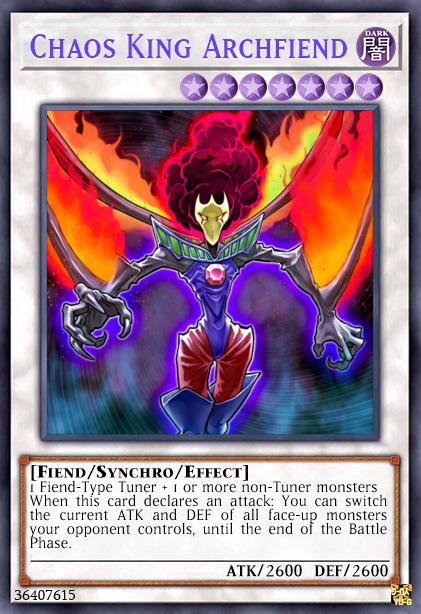 Chaos King Archfiend
DARK
闇
[Fiend/Synchro/Effect]
1 Fiend-Type Tuner + 1 or more non-Tuner monsters
When this card declares an attack: You can switch
the current ATK and DEF of all face-up monsters
your opponent controls, until the end of the Battle
Phase.
ATK/2600 DEF/2600
36407615